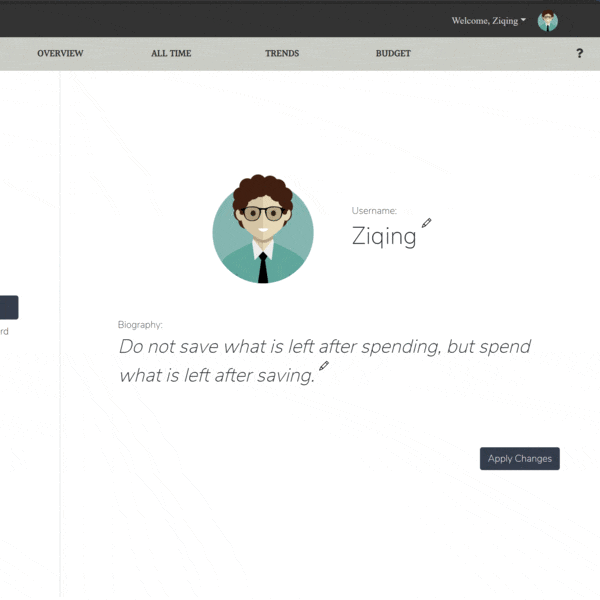 Welcome, Ziqing
OVERVIEW ALL TIME TRENDS BUDGET ?
Username:
Ziqing
Biography:
Do not save what is left after spending, but spend
what is left after saving.
rd
Apply Changes